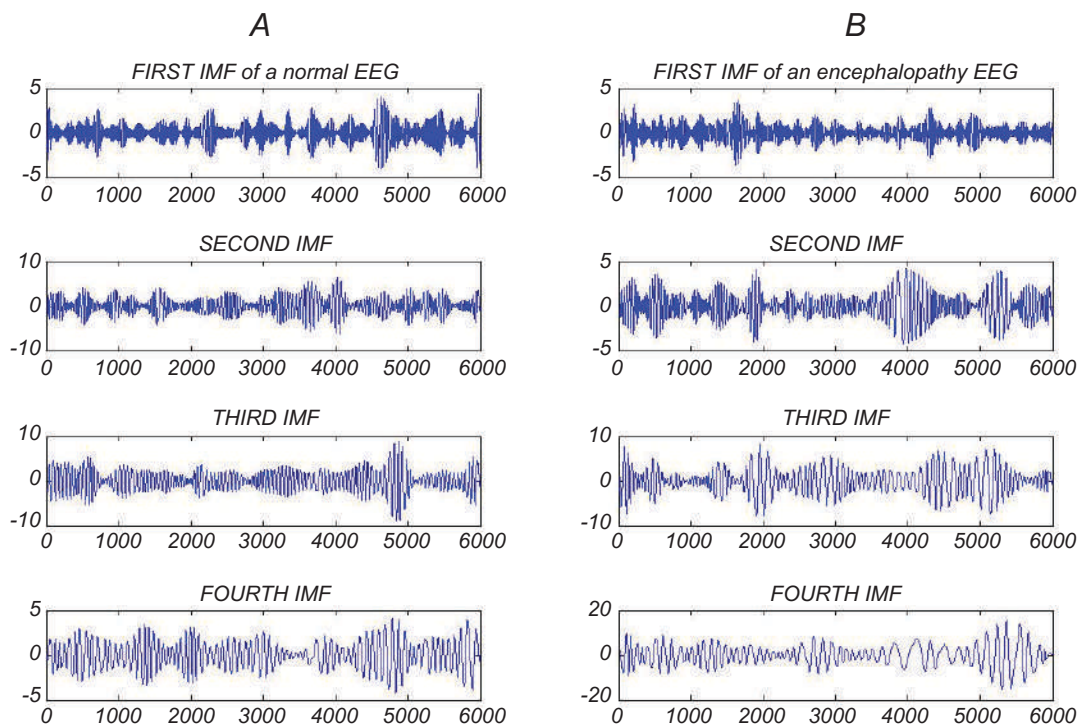 A
FIRST IMF of a normal EEG
5
0
-5
0 1000 2000 3000 4000 5000 6000
SECOND IMF
10
0
-10
0 1000 2000 3000 4000 5000 6000
THIRD IMF
10
0
-10
0 1000 2000 3000 4000 5000 6000
FOURTH IMF
5
0
-5
0 1000 2000 3000 4000 5000 6000
B
FIRST IMF of an encephalopathy EEG
5
0
-5
0 1000 2000 3000 4000 5000 6000
SECOND IMF
5
0
-5
0 1000 2000 3000 4000 5000 6000
THIRD IMF
10
0
-10
0 1000 2000 3000 4000 5000 6000
FOURTH IMF
20
0
-20
0 1000 2000 3000 4000 5000 6000